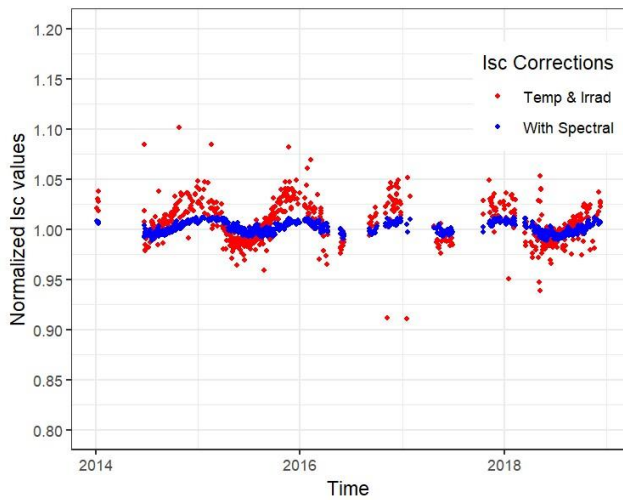 1.20
1.15
1.10
1.05
1.00
0.95
0.90
0.85
0.80
Normalized Isc values
Isc Corrections
Temp & Irrad
With Spectral
2014
2016
2018
Time